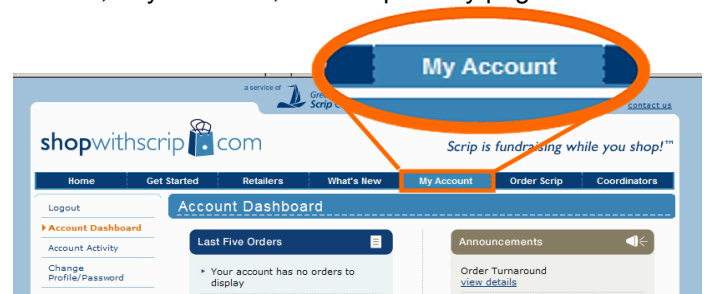 My Account
a service of
Scrip
contact us
shopwithscrip.com
Scrip is fundraising while you shop!™
Home Get Started Retailers What's New My Account Order Scrip Coordinators
Logout
Account Dashboard
Account Dashboard
Account Activity
Change
Profile/Password
Last Five Orders
Your account has no orders to
display
Announcements
Order Turnaround
view details